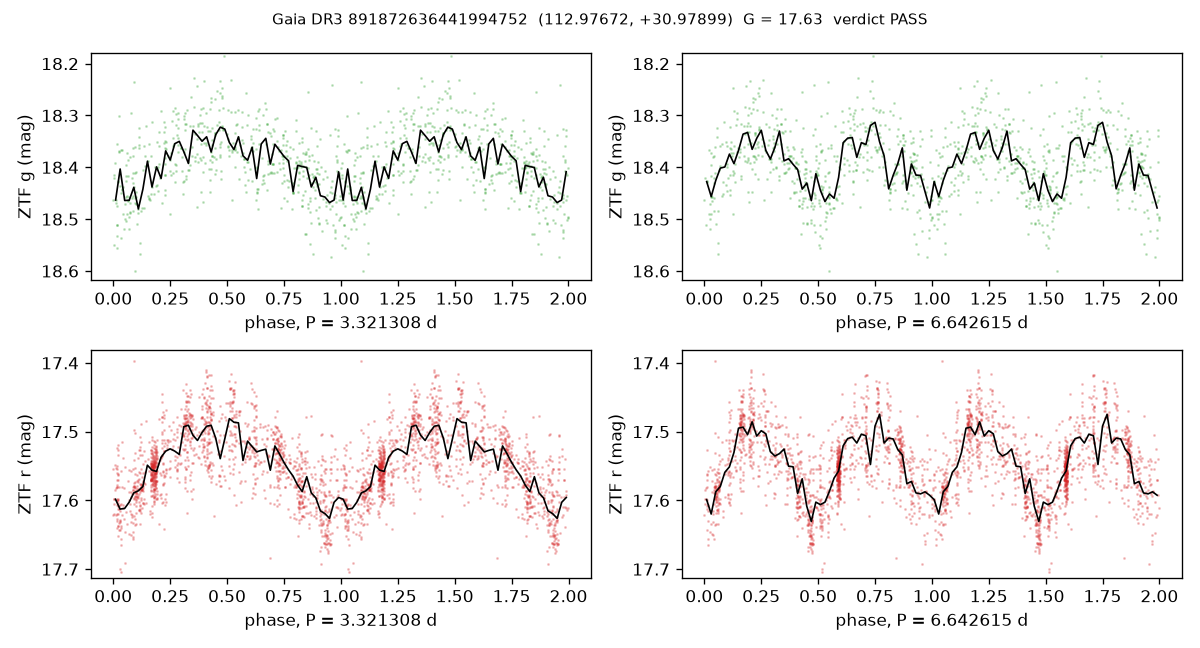 Gaia DR3 891872636441994752 (112.97672, +30.97899) G = 17.63 verdict PASS
18.2
18.3
18.4
18.5
18.6
ZTF g (mag)
0.00 0.25 0.50 0.75 1.00 1.25 1.50 1.75 2.00
phase, P = 3.321308 d
18.2
18.3
18.4
18.5
18.6
ZTF g (mag)
0.00 0.25 0.50 0.75 1.00 1.25 1.50 1.75 2.00
phase, P = 6.642615 d
17.4
17.5
17.6
17.7
ZTF r (mag)
0.00 0.25 0.50 0.75 1.00 1.25 1.50 1.75 2.00
phase, P = 3.321308 d
17.4
17.5
17.6
17.7
ZTF r (mag)
0.00 0.25 0.50 0.75 1.00 1.25 1.50 1.75 2.00
phase, P = 6.642615 d